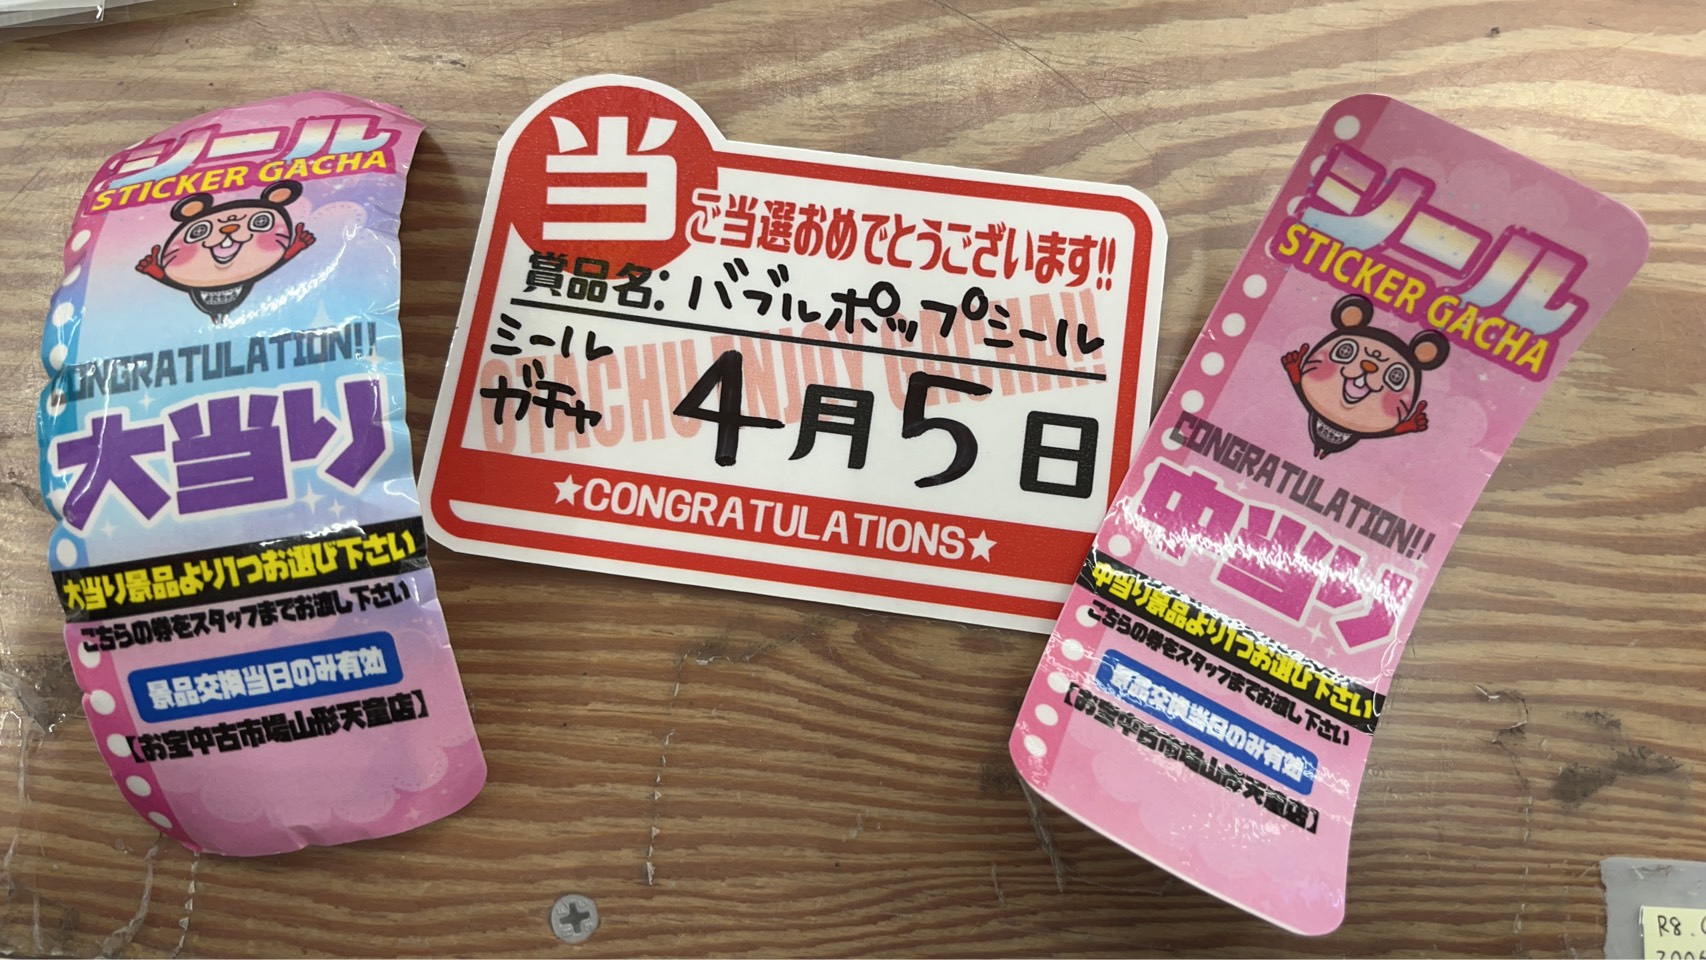 シール
STICKER GACHA
CONGRATULATION!!
大当り
大当り景品より1つお選び下さい
こちらの券をスタッフまでお渡し下さい
景品交換当日のみ有効
【お宝中古市場山形天童店】
当
ご当選おめでとうございます!!
賞品名:バブルポップシール
シール
ガチャ
4月5日
★CONGRATULATIONS★
シール
STICKER GACHA
CONGRATULATION!!
中当り
中当り景品より1つお選び下さい
こちらの券をスタッフまでお渡し下さい
景品交換当日のみ有効
【お宝中古市場山形天童店】
R8.